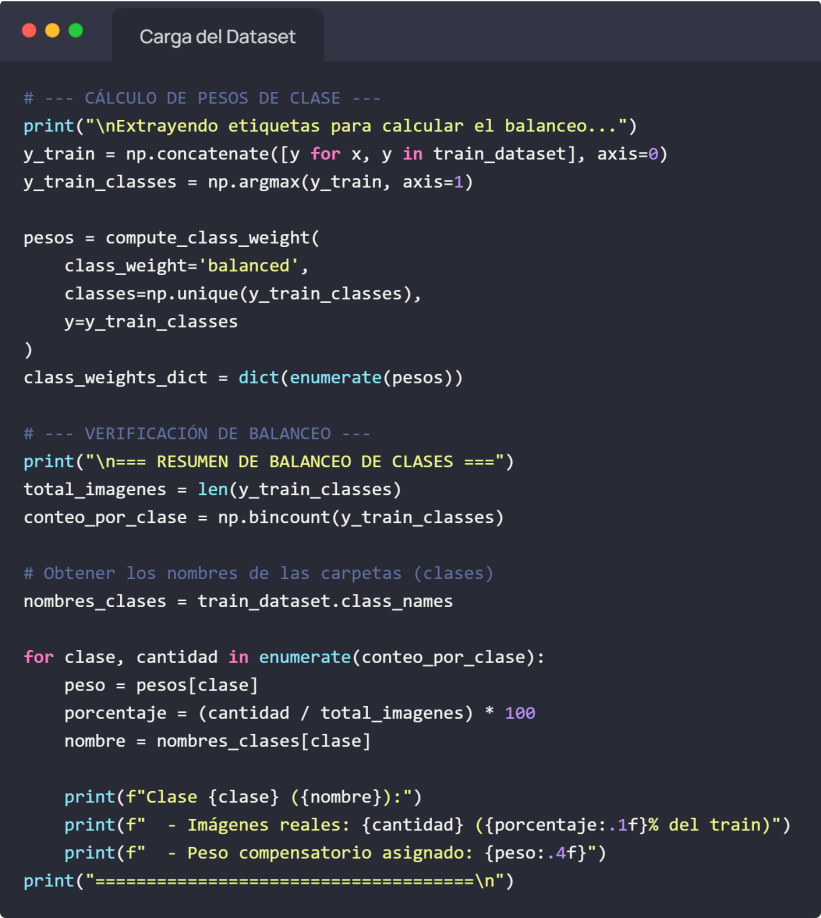 Carga del Dataset
# --- CÁLCULO DE PESOS DE CLASE ---
print("\nExtrayendo etiquetas para calcular el balanceo...")
y_train = np.concatenate([y for x, y in train_dataset], axis=0)
y_train_classes = np.argmax(y_train, axis=1)
pesos = compute_class_weight(
    class_weight='balanced',
    classes=np.unique(y_train_classes),
    y=y_train_classes
)
class_weights_dict = dict(enumerate(pesos))
# --- VERIFICACIÓN DE BALANCEO ---
print("\n=== RESUMEN DE BALANCEO DE CLASES ===")
total_imagenes = len(y_train_classes)
conteo_por_clase = np.bincount(y_train_classes)
# Obtener los nombres de las carpetas (clases)
nombres_clases = train_dataset.class_names
for clase, cantidad in enumerate(conteo_por_clase):
    peso = pesos[clase]
    porcentaje = (cantidad / total_imagenes) * 100
    nombre = nombres_clases[clase]
    print(f"Clase {clase} ({nombre}):")
    print(f"  - Imágenes reales: {cantidad} ({porcentaje:.1f}% del train)")
    print(f"  - Peso compensatorio asignado: {peso:.4f}")
print("=====================================\n")